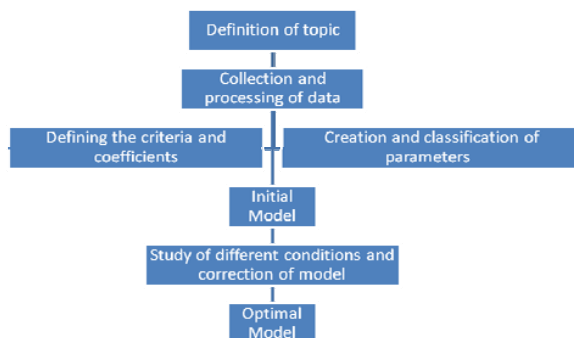 Definition of topic
Collection and
processing of data
Defining the criteria and
coefficients
Creation and classification of
parameters
Initial
Model
Study of different conditions and
correction of model
Optimal
Model